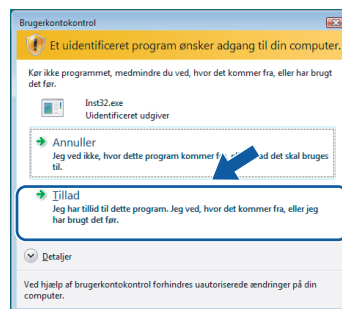 Brugerkontokontrol
Et uidentificeret program ønsker adgang til din computer.
Kør ikke programmet, medmindre du ved, hvor det kommer fra, eller har brugt
det før.
Inst32.exe
Uidentificeret udgiver
Annuller
Jeg ved ikke, hvor dette program kommer fra, skal bruges
til.
Tillad
Jeg har tillid til dette program. Jeg ved, hvor det kommer fra, eller jeg
har brugt det før.
Detaljer
Ved hjælp af brugerkontokontrol forhindres uautoriserede ændringer på din
computer.